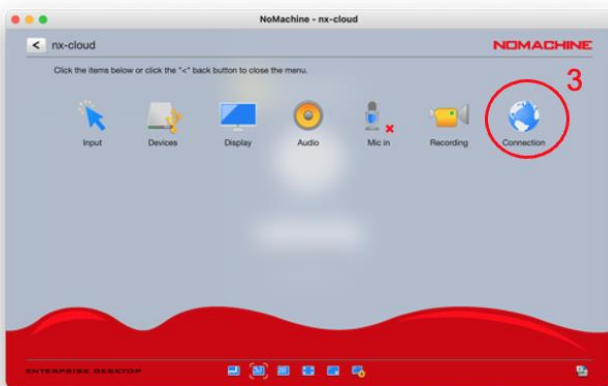 NoMachine - nx-cloud
< nx-cloud
NOMACHINE
Click the items below or click the "<" back button to close the menu.
3
Input Devices Display Audio Mic in Recording Connection
ENTERPRISE DESKTOP